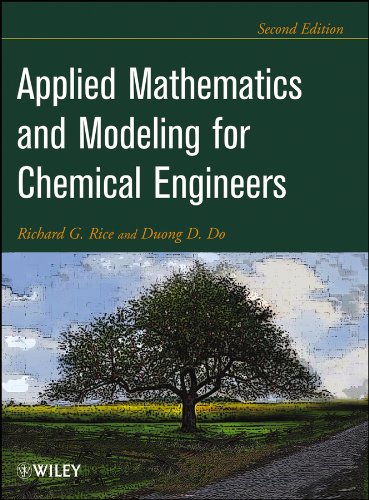 Second Edition
Applied Mathematics
and Modeling for
Chemical Engineers
Richard G. Rice and Duong D. Do
WILEY